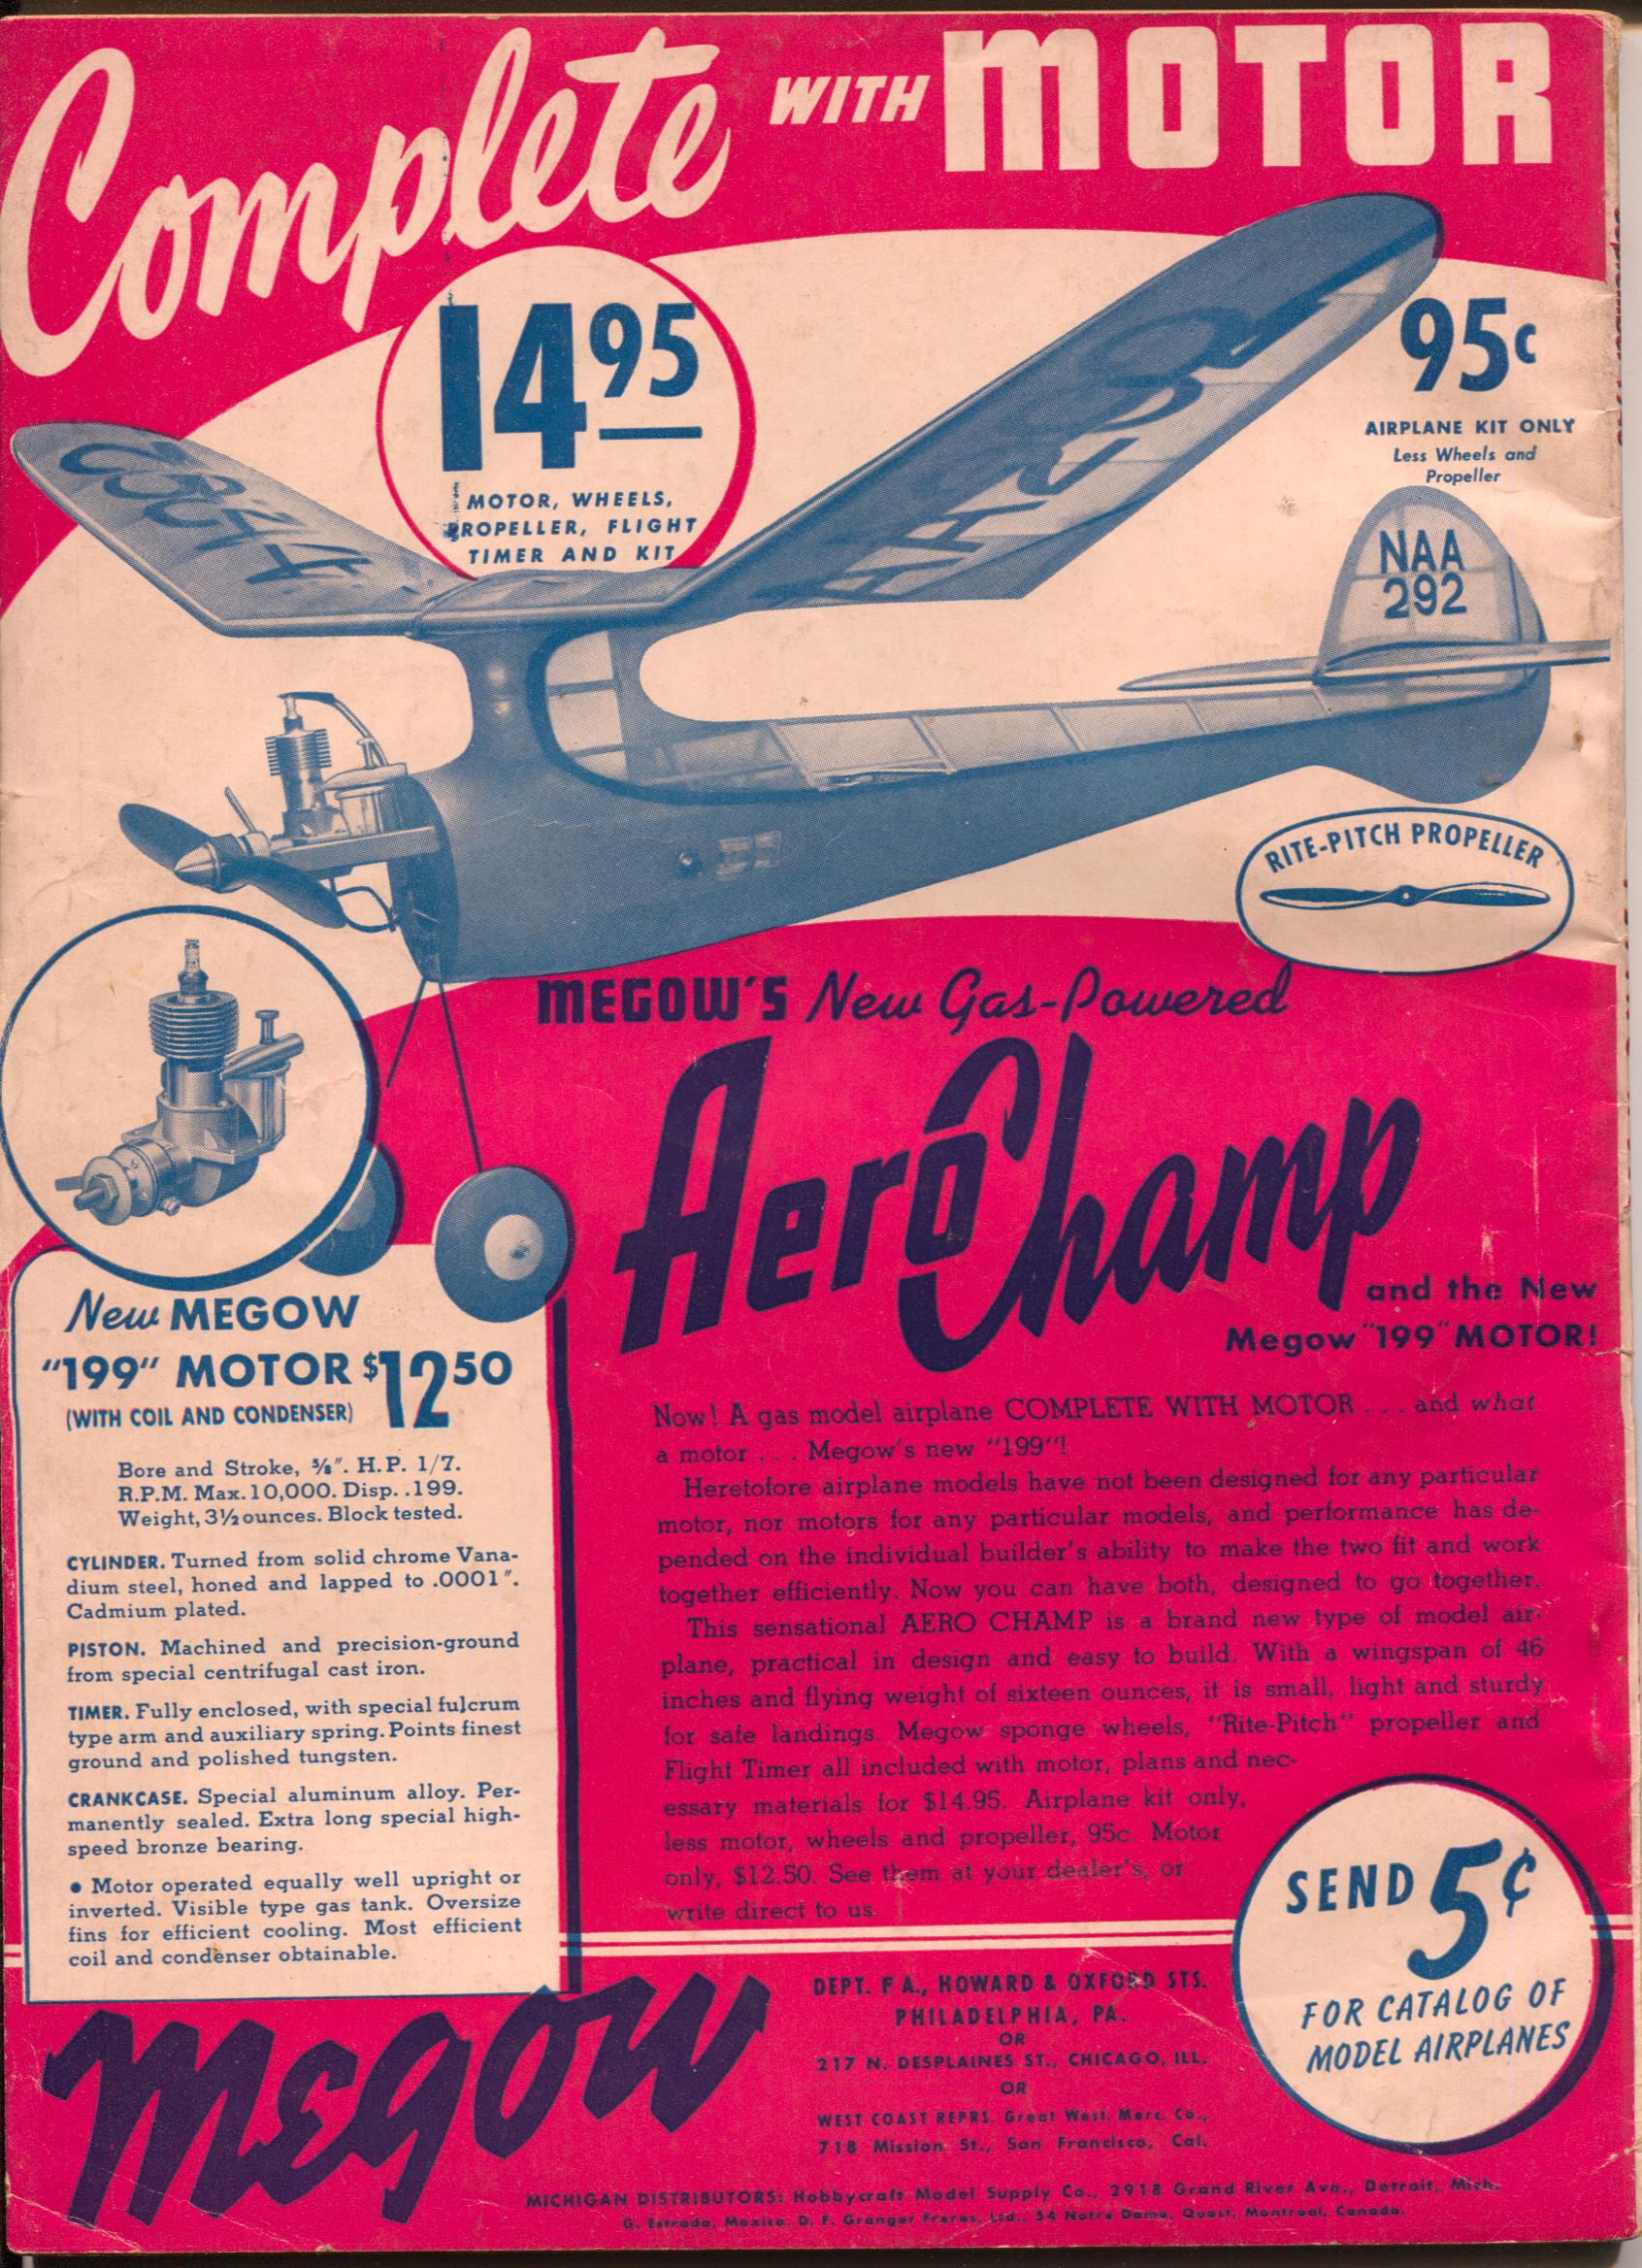 Complete WITH MOTOR
14 95
MOTOR, WHEELS,
PROPELLER, FLIGHT
TIMER AND KIT
95c
AIRPLANE KIT ONLY
Less Wheels and
Propeller
NAA
292
RITE-PITCH PROPELLER
MEGOW'S New Gas-Powered
Aero Champ
and the New
Megow "199" MOTOR!
New MEGOW
"199" MOTOR $12 50
(WITH COIL AND CONDENSER)
Bore and Stroke, ⅝". H.P. 1/7.
R.P.M. Max. 10,000. Disp. .199.
Weight, 3½ ounces. Block tested.
CYLINDER. Turned from solid chrome Vana-
dium steel, honed and lapped to .0001".
Cadmium plated.
PISTON. Machined and precision-ground
from special centrifugal cast iron.
TIMER. Fully enclosed, with special fulcrum
type arm and auxiliary spring. Points finest
ground and polished tungsten.
CRANKCASE. Special aluminum alloy. Per-
manently sealed. Extra long special high-
speed bronze bearing.
• Motor operated equally well upright or
inverted. Visible type gas tank. Oversize
fins for efficient cooling. Most efficient
coil and condenser obtainable.
Now! A gas model airplane COMPLETE WITH MOTOR . . . and what
a motor . . . Megow's new "199"!
Heretofore airplane models have not been designed for any particular
motor, nor motors for any particular models, and performance has de-
pended on the individual builder's ability to make the two fit and work
together efficiently. Now you can have both, designed to go together.
This sensational AERO CHAMP is a brand new type of model air-
plane, practical in design and easy to build. With a wingspan of 46
inches and flying weight of sixteen ounces, it is small, light and sturdy
for safe landings. Megow sponge wheels, "Rite-Pitch" propeller and
Flight Timer all included with motor, plans and nec-
essary materials for $14.95. Airplane kit only,
less motor, wheels and propeller, 95c. Motor
only, $12.50. See them at your dealer's, or
write direct to us.
SEND 5¢
FOR CATALOG OF
MODEL AIRPLANES
Megow
DEPT. F A., HOWARD & OXFORD STS.
PHILADELPHIA, PA.
OR
217 N. DESPLAINES ST., CHICAGO, ILL.
OR
WEST COAST REPRS. Great West. Merc. Co.,
718 Mission St., San Francisco, Cal.
MICHIGAN DISTRIBUTORS: Hobbycraft Model Supply Co., 2918 Grand River Ave., Detroit, Mich.
G. Estrada, Mexico. D. F. Granger Freres, Ltd., 54 Notre Dame, Quest, Montreal, Canada.